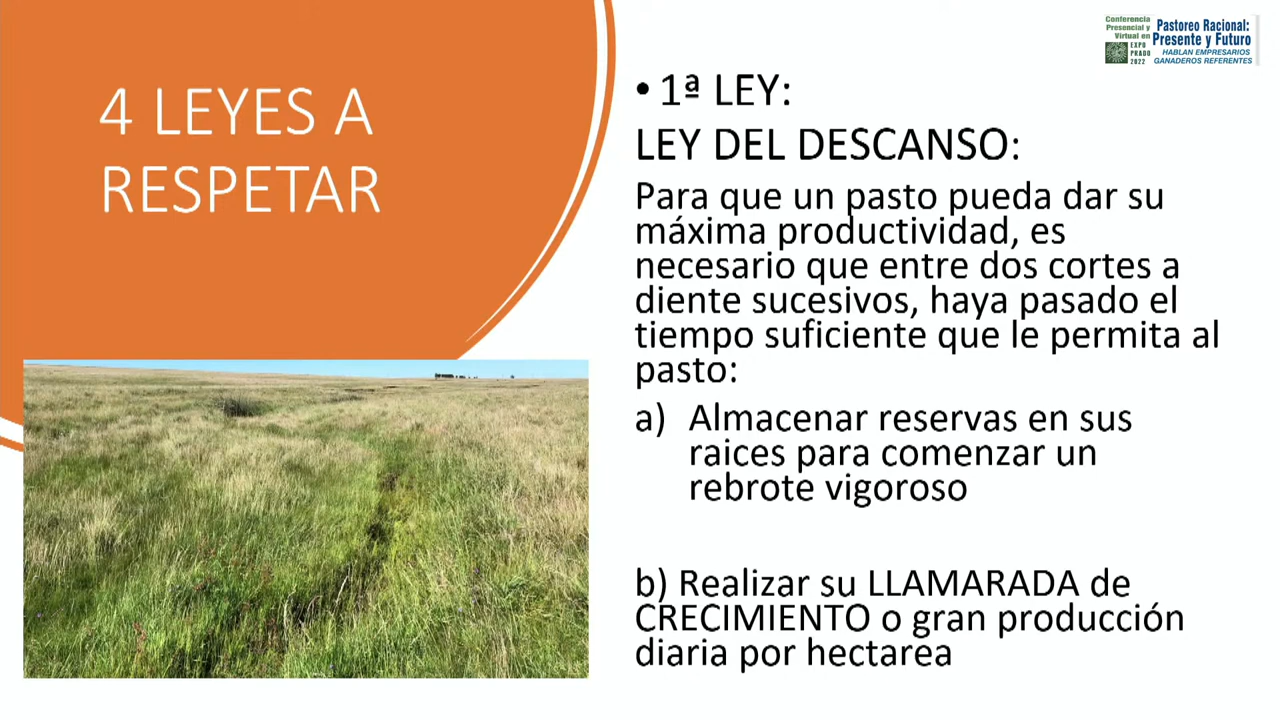 4 LEYES A
RESPETAR
Conferencia
Presencial y
Virtual en
EXPO
PRADO
2022
Pastoreo Racional:
Presente y Futuro
HABLAN EMPRESARIOS
GANADEROS REFERENTES
• 1ª LEY:
LEY DEL DESCANSO:
Para que un pasto pueda dar su
máxima productividad, es
necesario que entre dos cortes a
diente sucesivos, haya pasado el
tiempo suficiente que le permita al
pasto:
a) Almacenar reservas en sus
raices para comenzar un
rebrote vigoroso
b) Realizar su LLAMARADA de
CRECIMIENTO o gran producción
diaria por hectarea